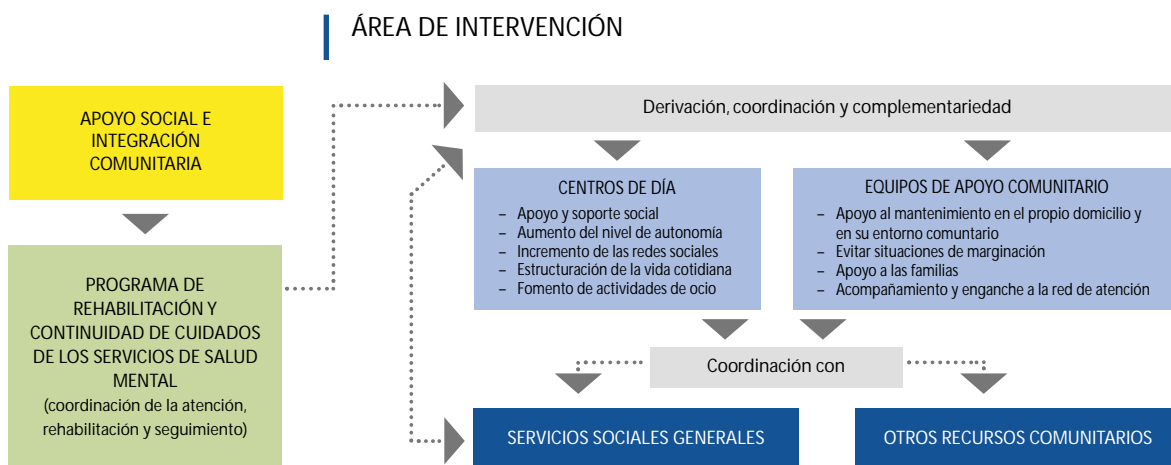 ÁREA DE INTERVENCIÓN
APOYO SOCIAL E
INTEGRACIÓN
COMUNITARIA
PROGRAMA DE
REHABILITACIÓN Y
CONTINUIDAD DE CUIDADOS
DE LOS SERVICIOS DE SALUD
MENTAL
(coordinación de la atención,
rehabilitación y seguimiento)
Derivación, coordinación y complementariedad
CENTROS DE DÍA
– Apoyo y soporte social
– Aumento del nivel de autonomía
– Incremento de las redes sociales
– Estructuración de la vida cotidiana
– Fomento de actividades de ocio
EQUIPOS DE APOYO COMUNITARIO
– Apoyo al mantenimiento en el propio domicilio y
en su entorno comunitario
– Evitar situaciones de marginación
– Apoyo a las familias
– Acompañamiento y enganche a la red de atención
Coordinación con
SERVICIOS SOCIALES GENERALES
OTROS RECURSOS COMUNITARIOS